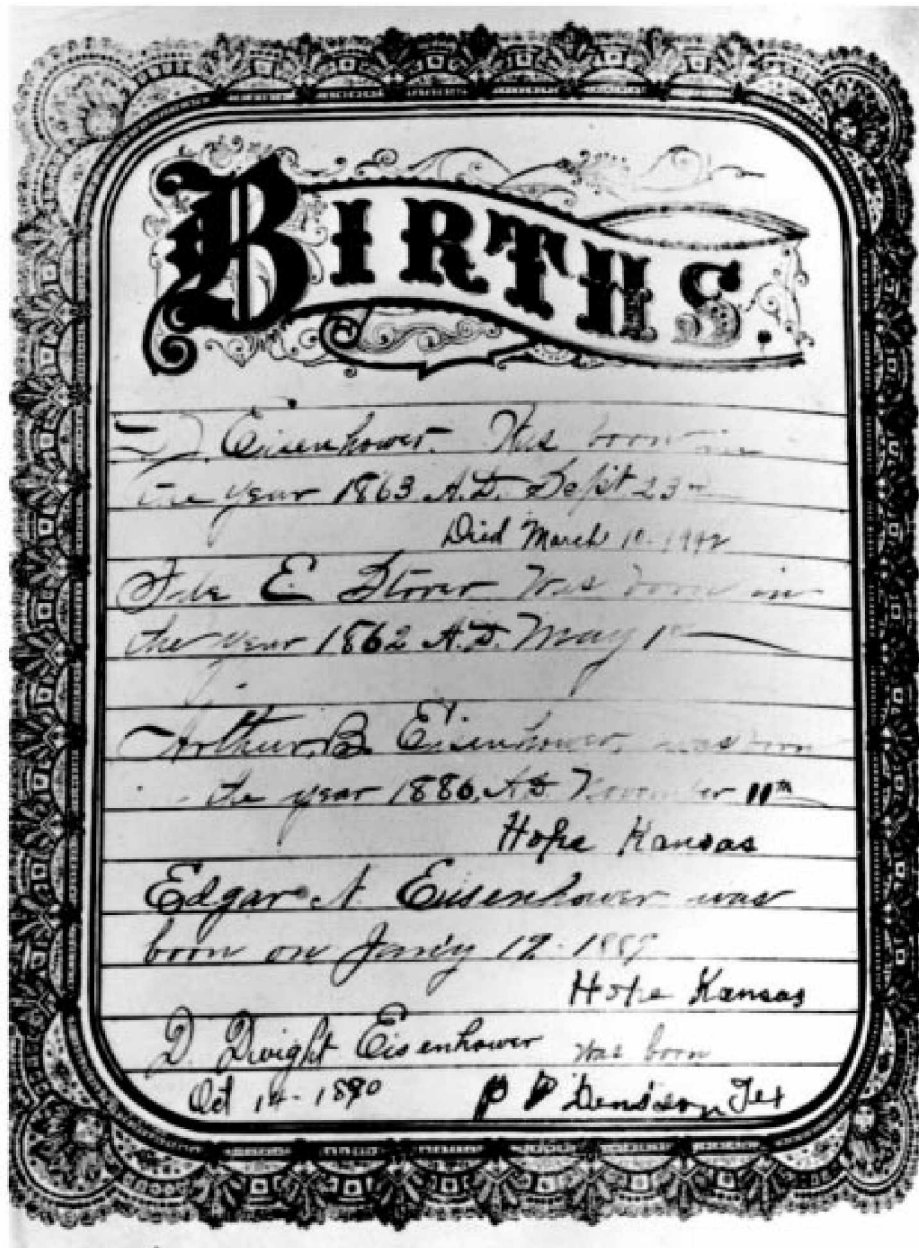 BIRTHS.
D. Eisenhower. Was born in
the year 1863 A.D. Sept 23rd
Died March 10. 1942
Ida E Stover Was born in
the year 1862 A.D. May 1st
Arthur, B. Eisenhower, was born
the year 1886, A.D. November 11th
Hope Kansas
Edgar N. Eisenhower was
born on Jan'y 19. 1889
Hope Kansas
D. Dwight Eisenhower was born
Oct 14 - 1890 Denison, Tex